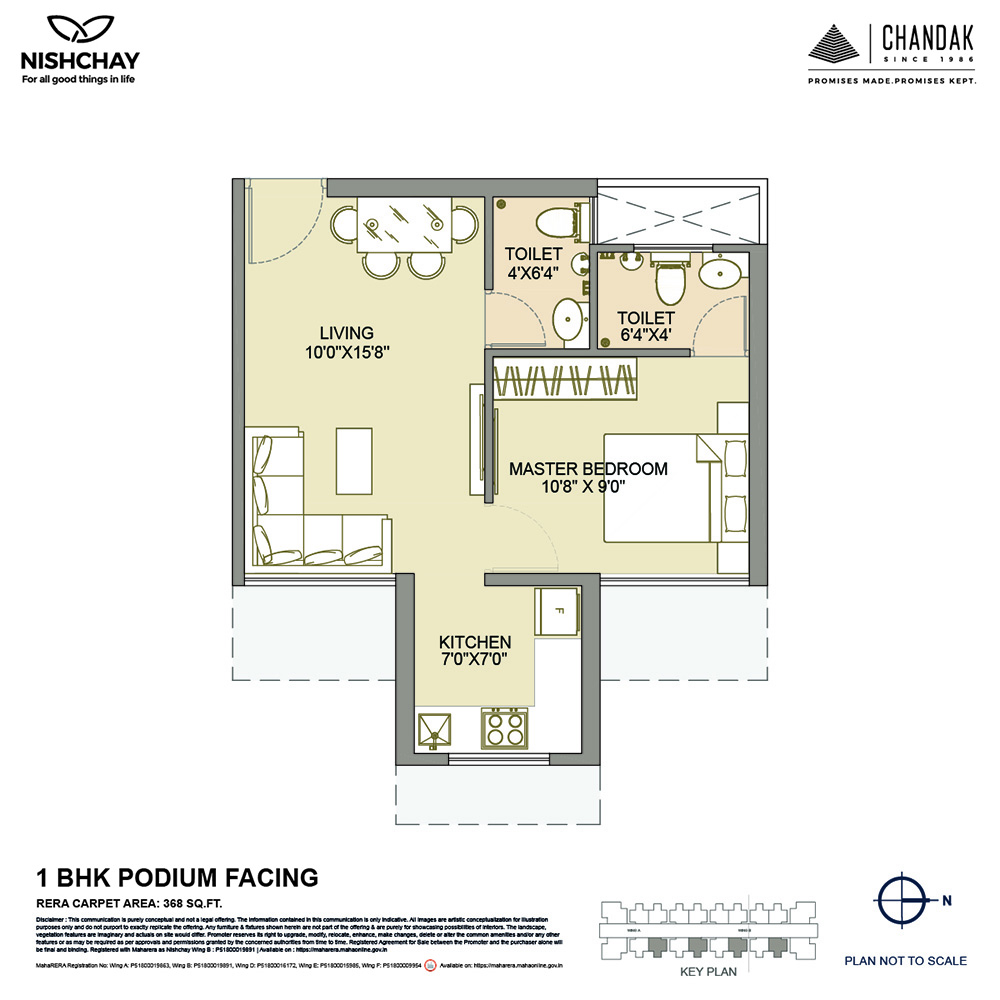 NISHCHAY
For all good things in life
CHANDAK
SINCE 1986
PROMISES MADE.PROMISES KEPT.
TOILET
4'X6'4"
TOILET
6'4"X4'
LIVING
10'0"X15'8"
MASTER BEDROOM
10'8" X 9'0"
F
KITCHEN
7'0"X7'0"
1 BHK PODIUM FACING
RERA CARPET AREA: 368 SQ.FT.
Disclaimer : This communication is purely conceptual and not a legal offering. The information contained in this communication is only indicative. All images are artistic conceptualization for illustration
purposes only and do not purport to exactly replicate the offering. Any fumiture & fixtures shown herein are not part of the offering & are purely for showcasing possibilities of interiors. The landscape,
vegetation features are imaginary and actuals on site would differ. Promoter reserves its right to upgrade, modify, relocate, enhance, make changes, delete or alter the common amenities and/or any other
features or as may be required as per approvals and permissions granted by the concerned authorities from time to time. Registered Agreement for Sale between the Promoter and the purchaser alone will
be final and binding. Registered with Maharera as Nishchay Wing B : P51800019891 | Available on : https://maharera.mahaonline.gov.in
MahaRERA Registration No: Wing A: P51800019863, Wing B: P51800019891, Wing D: P51800016172, Wing E: P51800015985, Wing F: P51800009954 Available on: https://maharera.mahaonline.gov.in
WING A
WING B
KEY PLAN
N
PLAN NOT TO SCALE